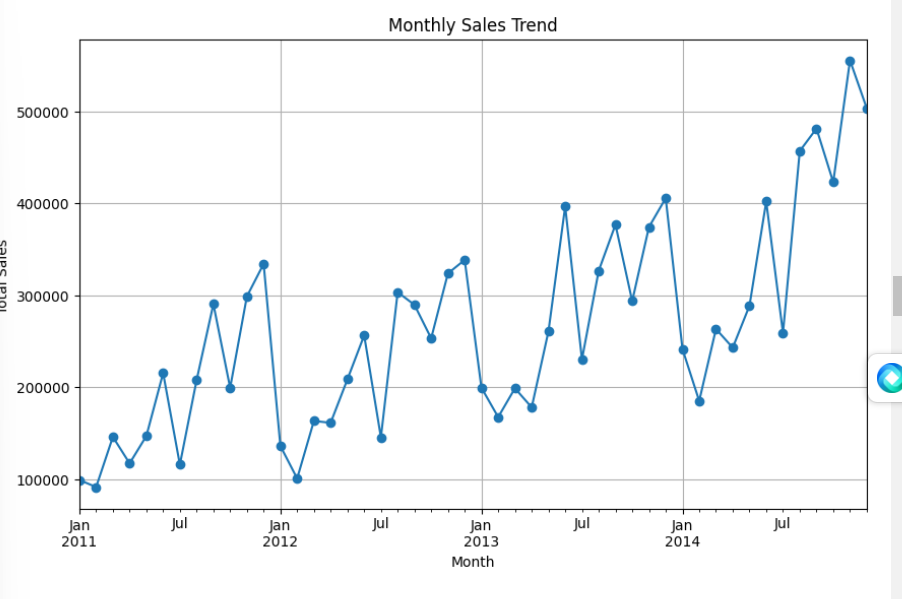 Monthly Sales Trend
500000
400000
300000
200000
100000
Sales
Jan Jul Jan Jul Jan Jul Jan Jul
2011 2012 2013 2014
Month